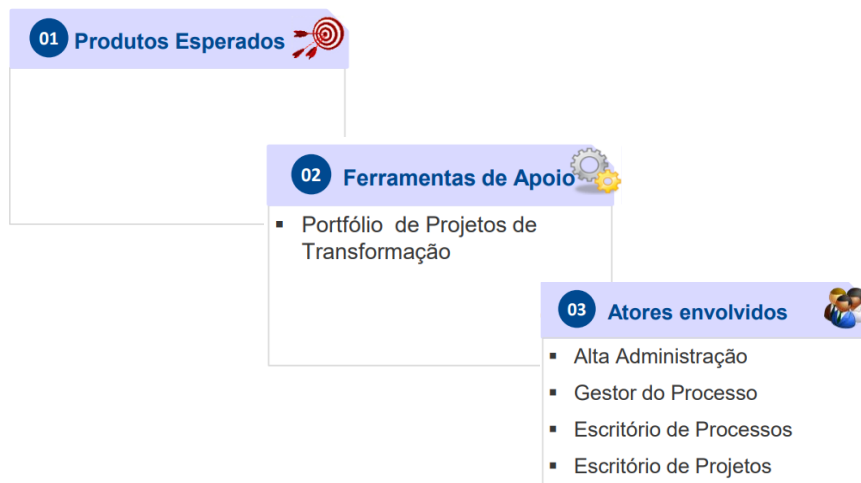 01 Produtos Esperados
02 Ferramentas de Apoio
▪ Portfólio de Projetos de
Transformação
03 Atores envolvidos
▪ Alta Administração
▪ Gestor do Processo
▪ Escritório de Processos
▪ Escritório de Projetos